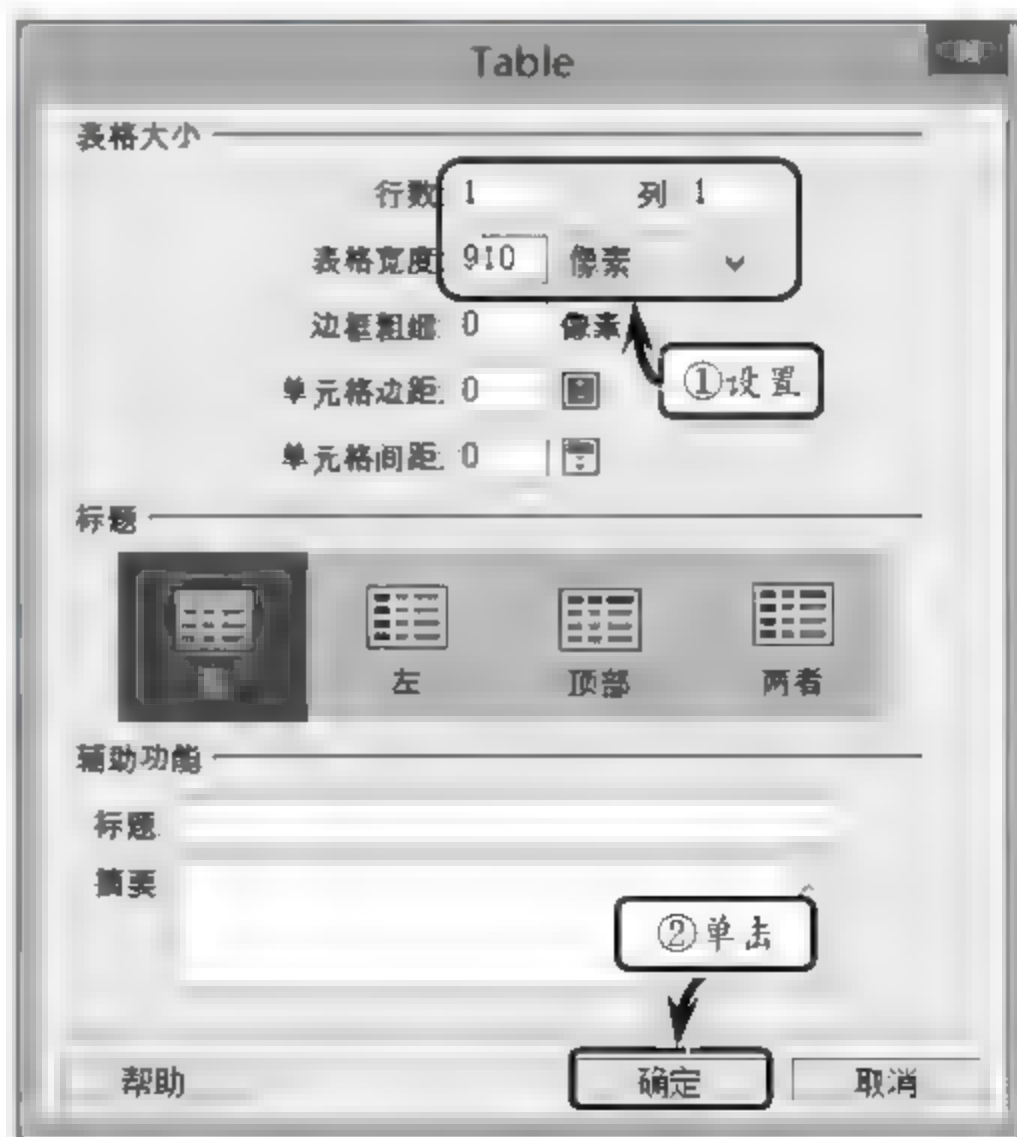 Table
表格大小
行数: 1 列 1
表格宽度: 910 像素
边框粗细: 0 像素
①设置
单元格边距: 0
单元格间距: 0
标题
左 顶部 两者
辅助功能
标题:
摘要
②单击
帮助 确定 取消